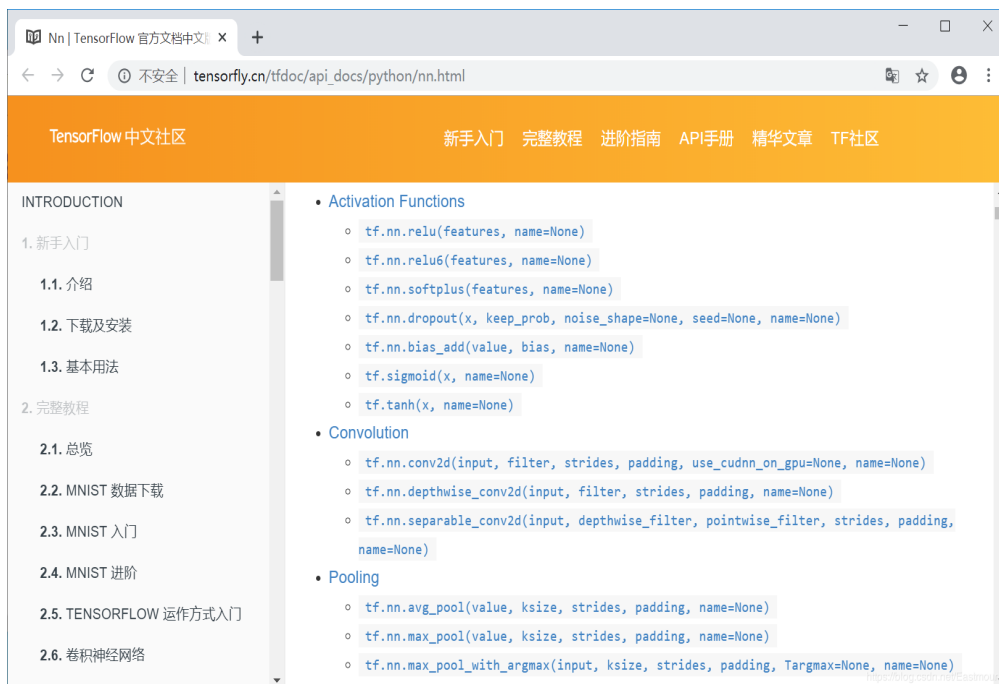 Nn | TensorFlow 官方文档中文版
不安全 | tensorfly.cn/tfdoc/api_docs/python/nn.html
TensorFlow 中文社区
新手入门 完整教程 进阶指南 API手册 精华文章 TF社区
INTRODUCTION
1. 新手入门
1.1. 介绍
1.2. 下载及安装
1.3. 基本用法
2. 完整教程
2.1. 总览
2.2. MNIST 数据下载
2.3. MNIST 入门
2.4. MNIST 进阶
2.5. TENSORFLOW 运作方式入门
2.6. 卷积神经网络
Activation Functions
tf.nn.relu(features, name=None)
tf.nn.relu6(features, name=None)
tf.nn.softplus(features, name=None)
tf.nn.dropout(x, keep_prob, noise_shape=None, seed=None, name=None)
tf.nn.bias_add(value, bias, name=None)
tf.sigmoid(x, name=None)
tf.tanh(x, name=None)
Convolution
tf.nn.conv2d(input, filter, strides, padding, use_cudnn_on_gpu=None, name=None)
tf.nn.depthwise_conv2d(input, filter, strides, padding, name=None)
tf.nn.separable_conv2d(input, depthwise_filter, pointwise_filter, strides, padding,
name=None)
Pooling
tf.nn.avg_pool(value, ksize, strides, padding, name=None)
tf.nn.max_pool(value, ksize, strides, padding, name=None)
tf.nn.max_pool_with_argmax(input, ksize, strides, padding, Targmax=None, name=None)
https://blog.csdn.net/Eastmount